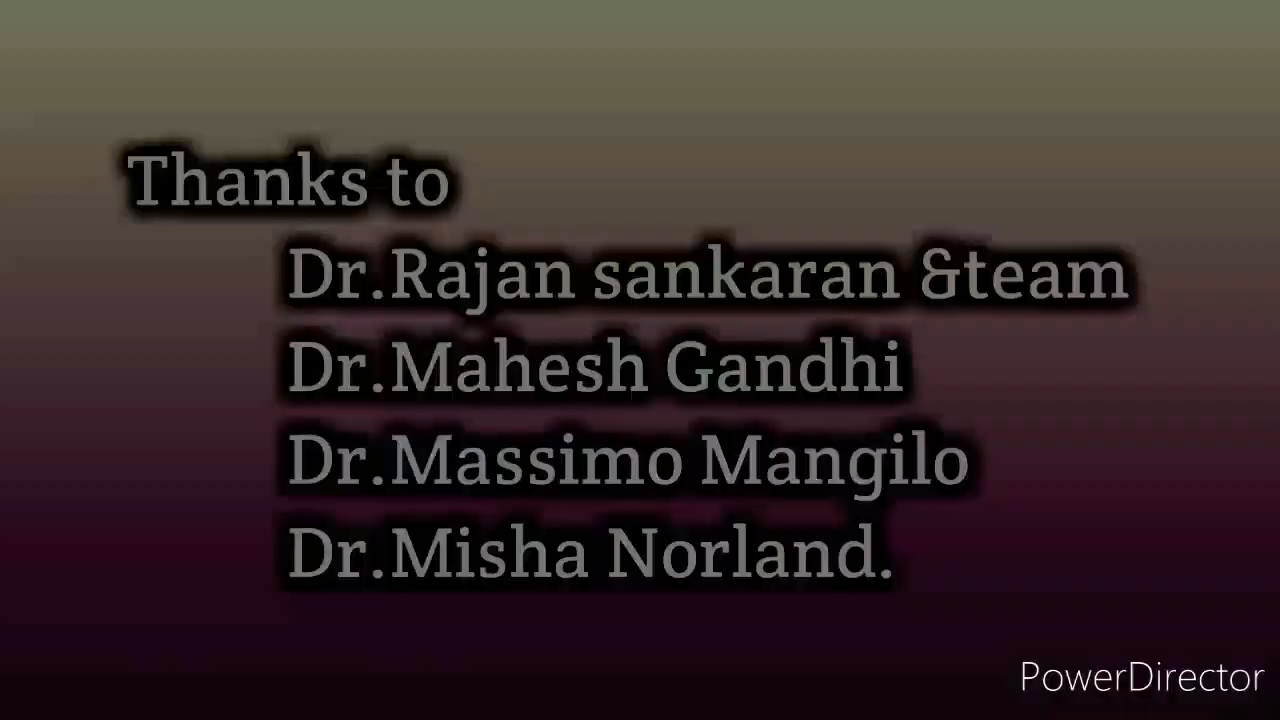 Thanks to
Dr.Rajan sankaran &team
Dr.Mahesh Gandhi
Dr.Massimo Mangilo
Dr.Misha Norland.
PowerDirector